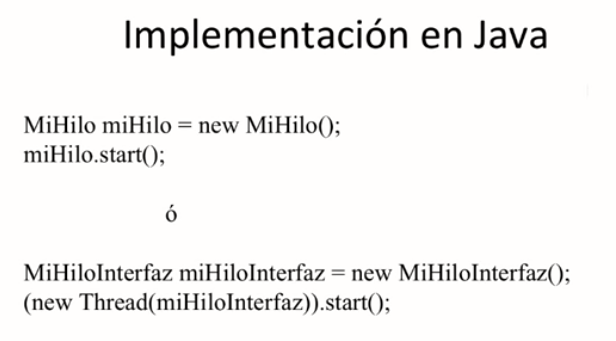 Implementación en Java
MiHilo miHilo = new MiHilo();
miHilo.start();
ó
MiHiloInterfaz miHiloInterfaz = new MiHiloInterfaz();
(new Thread(miHiloInterfaz)).start();